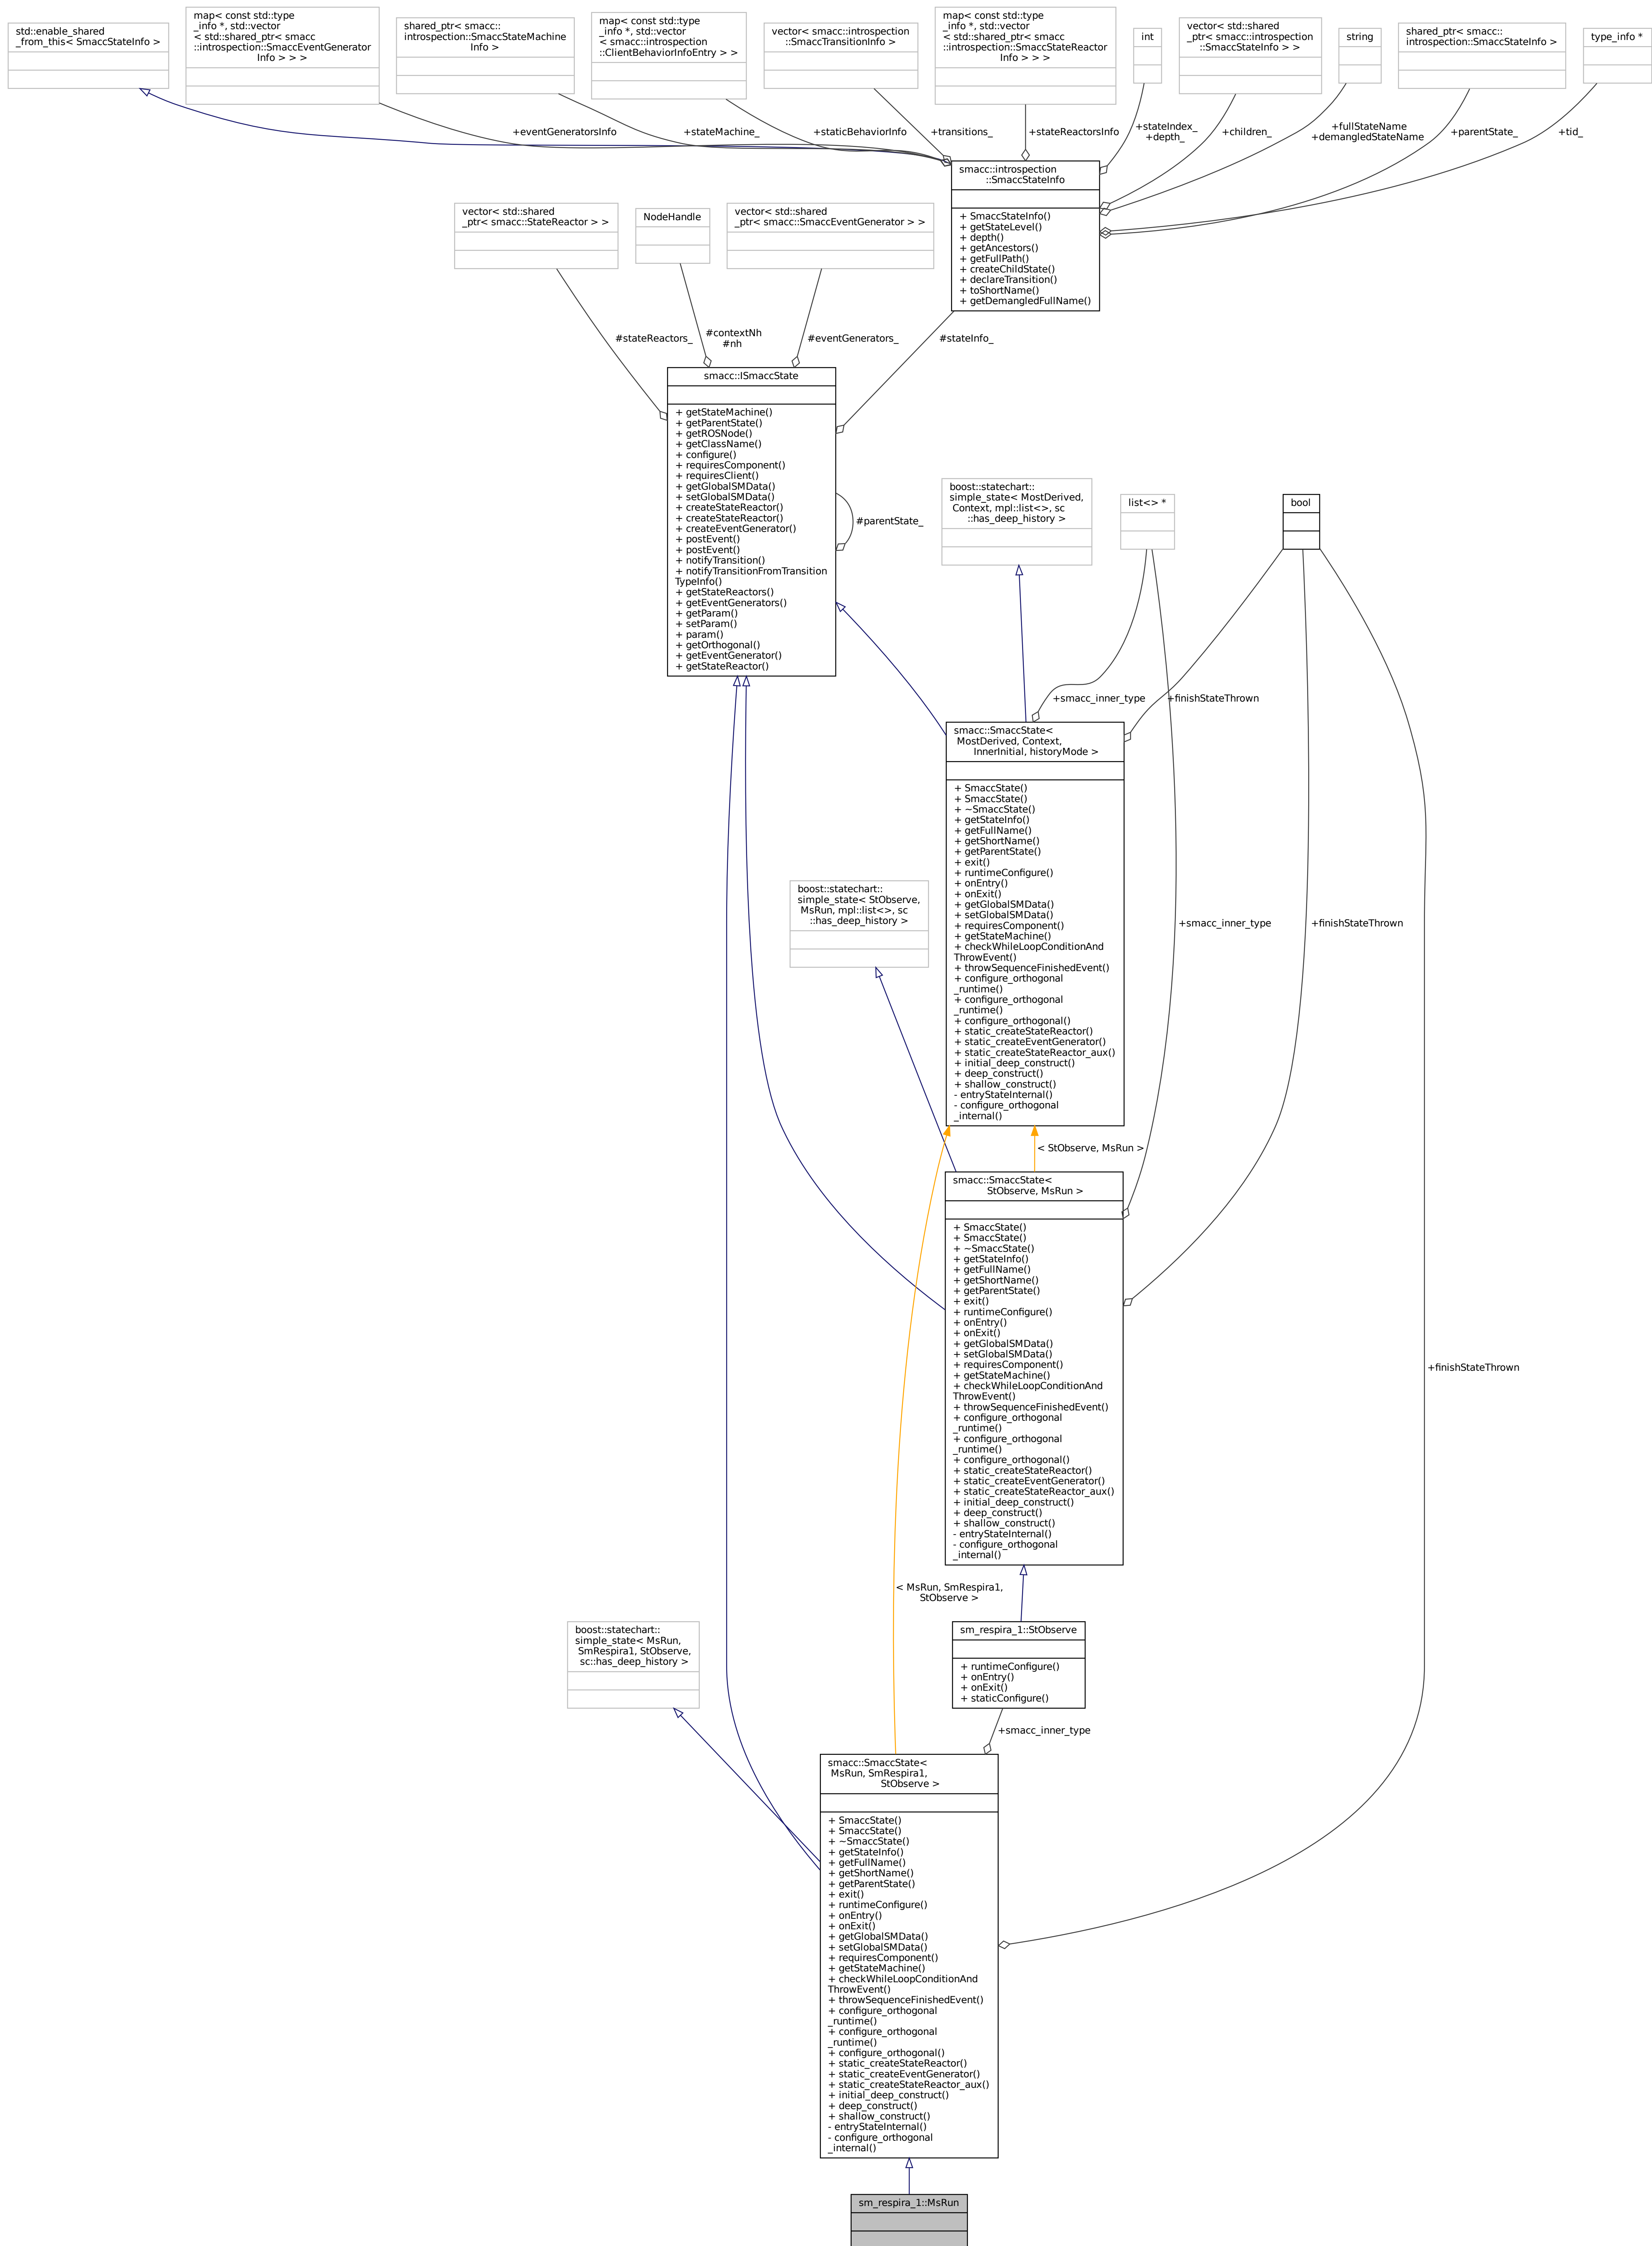 std::enable_shared
_from_this< SmaccStateInfo >
map< const std::type
_info *, std::vector
< std::shared_ptr< smacc
::introspection::SmaccEventGenerator
Info > > >
shared_ptr< smacc::
introspection::SmaccStateMachine
Info >
map< const std::type
_info *, std::vector
< smacc::introspection
::ClientBehaviorInfoEntry > >
vector< smacc::introspection
::SmaccTransitionInfo >
map< const std::type
_info *, std::vector
< std::shared_ptr< smacc
::introspection::SmaccStateReactor
Info > > >
int
vector< std::shared
_ptr< smacc::introspection
::SmaccStateInfo > >
string
shared_ptr< smacc::
introspection::SmaccStateInfo >
type_info *
+eventGeneratorsInfo
+stateMachine_
+staticBehaviorInfo
+transitions_
+stateReactorsInfo
+stateIndex_
+depth_
+children_
+fullStateName
+demangledStateName
+parentState_
+tid_
smacc::introspection
::SmaccStateInfo
+ SmaccStateInfo()
+ getStateLevel()
+ depth()
+ getAncestors()
+ getFullPath()
+ createChildState()
+ declareTransition()
+ toShortName()
+ getDemangledFullName()
vector< std::shared
_ptr< smacc::StateReactor > >
NodeHandle
vector< std::shared
_ptr< smacc::SmaccEventGenerator > >
#stateReactors_
#contextNh
#nh
#eventGenerators_
#stateInfo_
smacc::ISmaccState
+ getStateMachine()
+ getParentState()
+ getROSNode()
+ getClassName()
+ configure()
+ requiresComponent()
+ requiresClient()
+ getGlobalSMData()
+ setGlobalSMData()
+ createStateReactor()
+ createStateReactor()
+ createEventGenerator()
+ postEvent()
+ postEvent()
+ notifyTransition()
+ notifyTransitionFromTransition
TypeInfo()
+ getStateReactors()
+ getEventGenerators()
+ getParam()
+ setParam()
+ param()
+ getOrthogonal()
+ getEventGenerator()
+ getStateReactor()
#parentState_
boost::statechart::
simple_state< MostDerived,
Context, mpl::list<>, sc
::has_deep_history >
list<> *
bool
+smacc_inner_type
+finishStateThrown
smacc::SmaccState<
MostDerived, Context,
InnerInitial, historyMode >
+ SmaccState()
+ SmaccState()
+ ~SmaccState()
+ getStateInfo()
+ getFullName()
+ getShortName()
+ getParentState()
+ exit()
+ runtimeConfigure()
+ onEntry()
+ onExit()
+ getGlobalSMData()
+ setGlobalSMData()
+ requiresComponent()
+ getStateMachine()
+ checkWhileLoopConditionAnd
ThrowEvent()
+ throwSequenceFinishedEvent()
+ configure_orthogonal
_runtime()
+ configure_orthogonal
_runtime()
+ configure_orthogonal()
+ static_createStateReactor()
+ static_createEventGenerator()
+ static_createStateReactor_aux()
+ initial_deep_construct()
+ deep_construct()
+ shallow_construct()
- entryStateInternal()
- configure_orthogonal
_internal()
boost::statechart::
simple_state< StObserve,
MsRun, mpl::list<>, sc
::has_deep_history >
+smacc_inner_type
+finishStateThrown
< StObserve, MsRun >
smacc::SmaccState<
StObserve, MsRun >
+ SmaccState()
+ SmaccState()
+ ~SmaccState()
+ getStateInfo()
+ getFullName()
+ getShortName()
+ getParentState()
+ exit()
+ runtimeConfigure()
+ onEntry()
+ onExit()
+ getGlobalSMData()
+ setGlobalSMData()
+ requiresComponent()
+ getStateMachine()
+ checkWhileLoopConditionAnd
ThrowEvent()
+ throwSequenceFinishedEvent()
+ configure_orthogonal
_runtime()
+ configure_orthogonal
_runtime()
+ configure_orthogonal()
+ static_createStateReactor()
+ static_createEventGenerator()
+ static_createStateReactor_aux()
+ initial_deep_construct()
+ deep_construct()
+ shallow_construct()
- entryStateInternal()
- configure_orthogonal
_internal()
+finishStateThrown
< MsRun, SmRespira1,
StObserve >
boost::statechart::
simple_state< MsRun,
SmRespira1, StObserve,
sc::has_deep_history >
sm_respira_1::StObserve
+ runtimeConfigure()
+ onEntry()
+ onExit()
+ staticConfigure()
+smacc_inner_type
smacc::SmaccState<
MsRun, SmRespira1,
StObserve >
+ SmaccState()
+ SmaccState()
+ ~SmaccState()
+ getStateInfo()
+ getFullName()
+ getShortName()
+ getParentState()
+ exit()
+ runtimeConfigure()
+ onEntry()
+ onExit()
+ getGlobalSMData()
+ setGlobalSMData()
+ requiresComponent()
+ getStateMachine()
+ checkWhileLoopConditionAnd
ThrowEvent()
+ throwSequenceFinishedEvent()
+ configure_orthogonal
_runtime()
+ configure_orthogonal
_runtime()
+ configure_orthogonal()
+ static_createStateReactor()
+ static_createEventGenerator()
+ static_createStateReactor_aux()
+ initial_deep_construct()
+ deep_construct()
+ shallow_construct()
- entryStateInternal()
- configure_orthogonal
_internal()
sm_respira_1::MsRun